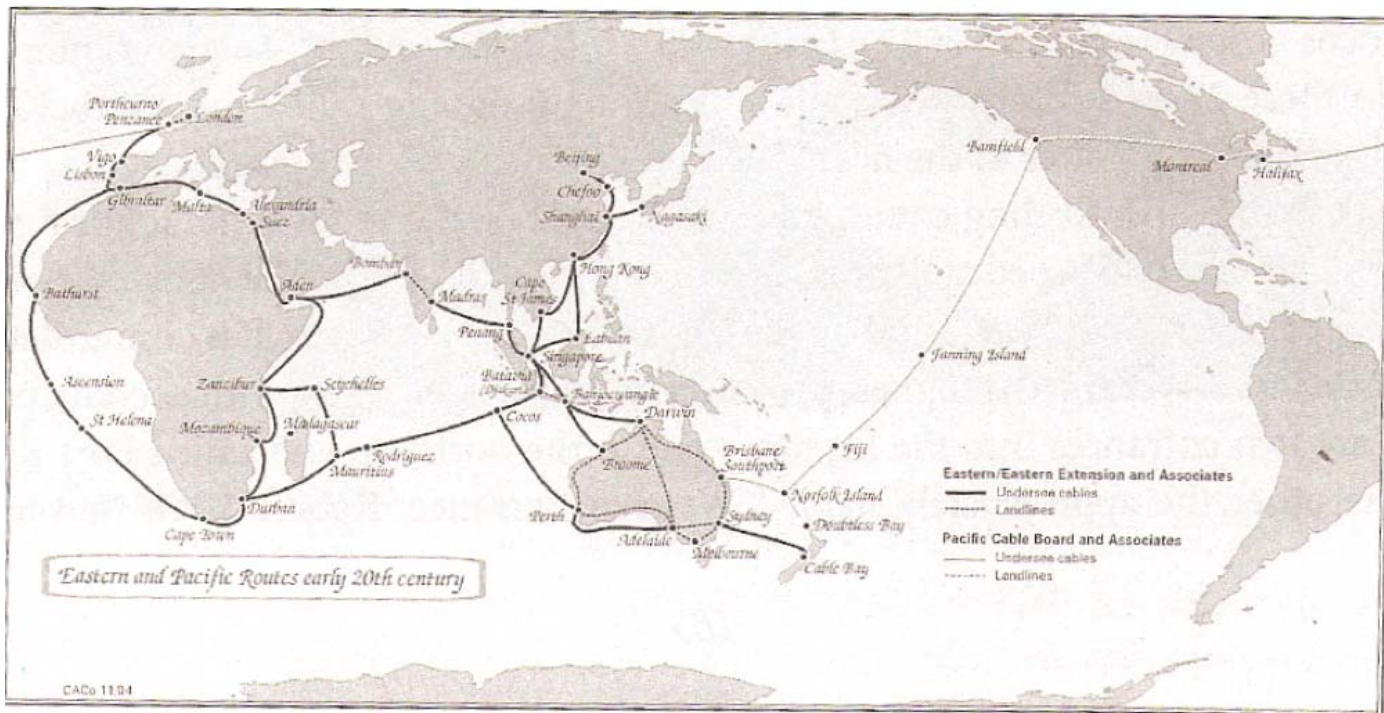 Porthcurno
Penzance
London
Vigo
Lisbon
Gibraltar
Malta
Alexandria
Suez
Beijing
Chefoo
Shanghai
Nagasaki
Bamfield
Montreal
Halifax
Bombay
Hong Kong
Aden
Cape
St James
Bathurst
Madras
Penang
Labuan
Singapore
Fanning Island
Batavia
(Djakarta)
Ascension
Zanzibar
Seychelles
Banjoewangie
Cocos
Darwin
St Helena
Madagascar
Mozambique
Rodriguez
Mauritius
Broome
Brisbane/
Southport
Fiji
Norfolk Island
Durban
Perth
Sydney
Doubtless Bay
Cape Town
Adelaide
Melbourne
Cable Bay
Eastern/Eastern Extension and Associates
Undersea cables
Landlines
Pacific Cable Board and Associates
Undersea cables
Landlines
Eastern and Pacific Routes early 20th century
CACo 11/04